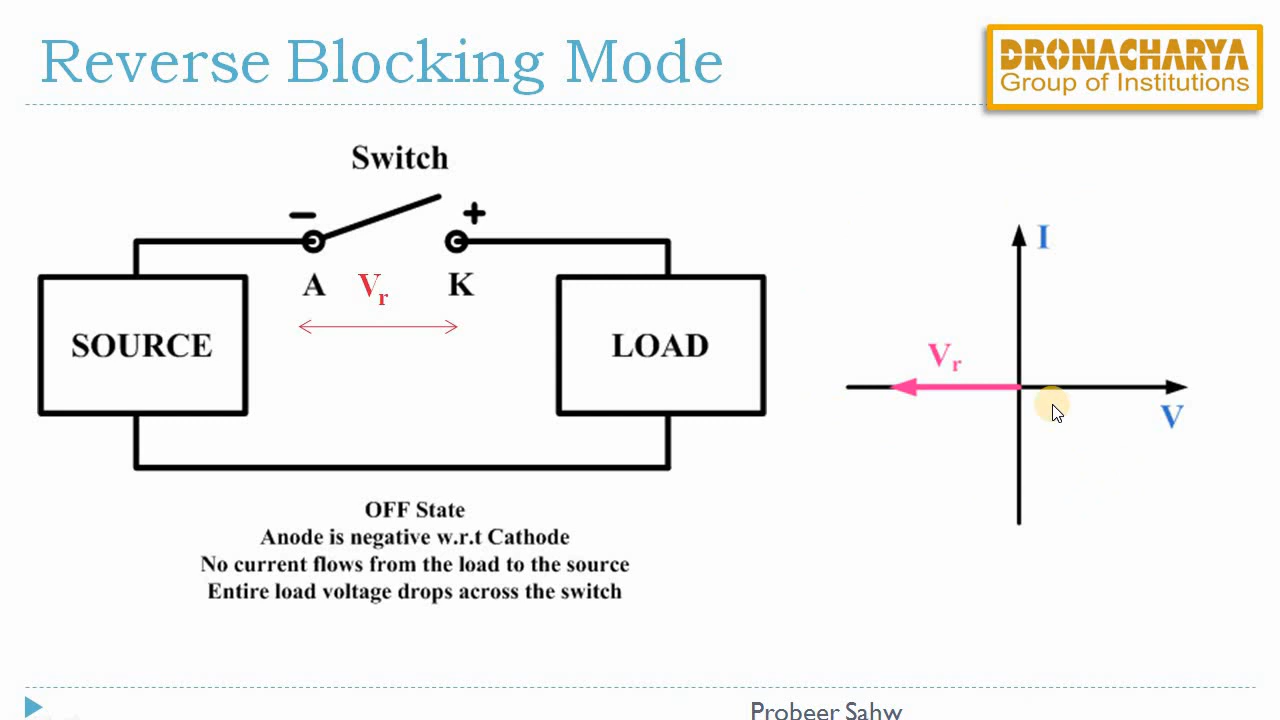 Reverse Blocking Mode
DRONACHARYA
Group of Institutions
Switch
− +
A Vr K
SOURCE
LOAD
I
Vr
V
OFF State
Anode is negative w.r.t Cathode
No current flows from the load to the source
Entire load voltage drops across the switch
Probeer Sahw